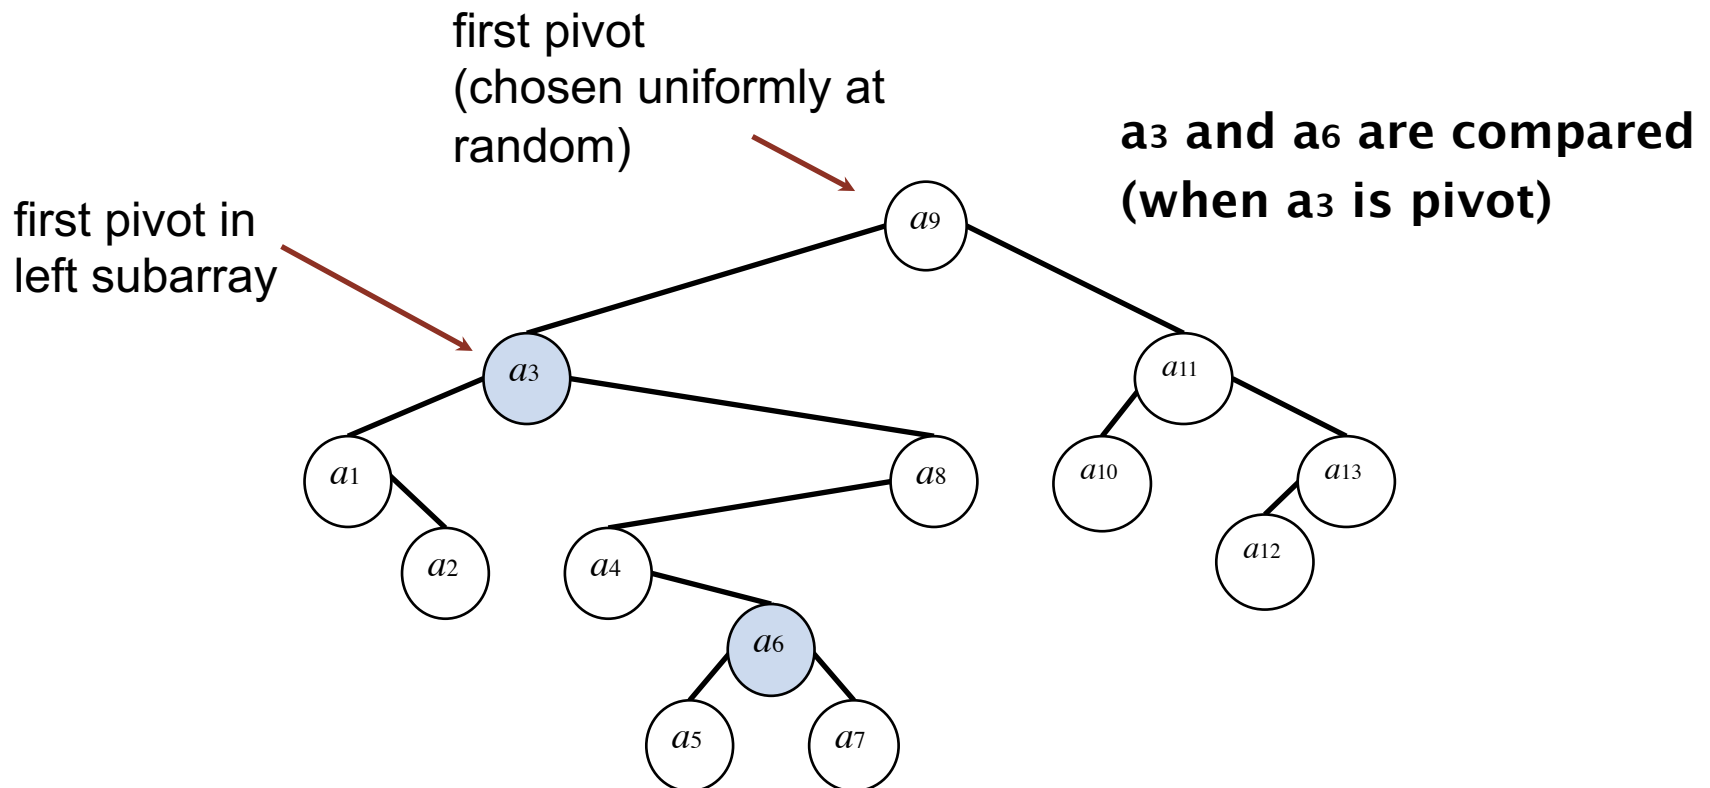 first pivot
(chosen uniformly at
random)
a3 and a6 are compared
(when a3 is pivot)
first pivot in
left subarray
a9
a3
a11
a1
a8
a10
a13
a2
a4
a12
a6
a5
a7